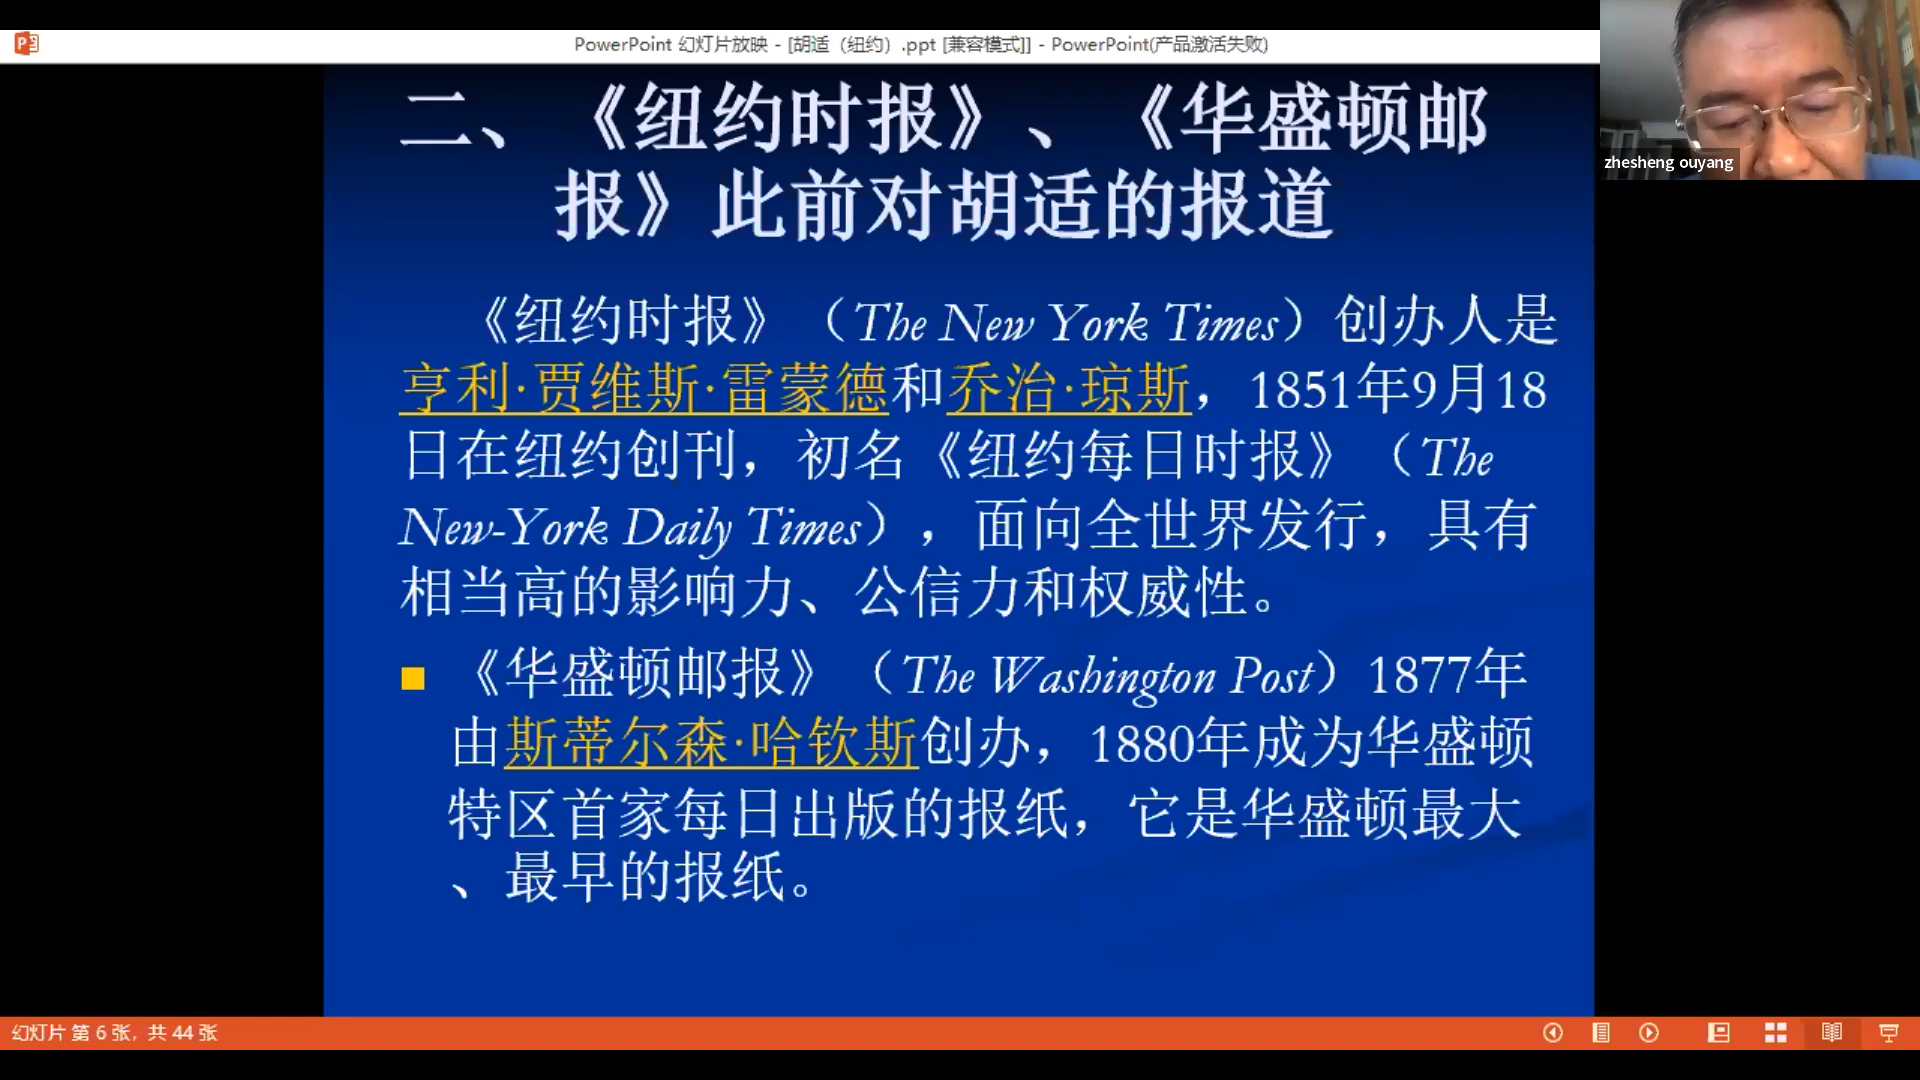 PowerPoint 幻灯片放映 - [胡适（纽约）.ppt [兼容模式]] - PowerPoint(产品激活失败)
zhesheng ouyang
二、《纽约时报》、《华盛顿邮
报》此前对胡适的报道
《纽约时报》（The New York Times）创办人是
亨利·贾维斯·雷蒙德和乔治·琼斯，1851年9月18
日在纽约创刊，初名《纽约每日时报》（The
New-York Daily Times），面向全世界发行，具有
相当高的影响力、公信力和权威性。
《华盛顿邮报》（The Washington Post）1877年
由斯蒂尔森·哈钦斯创办，1880年成为华盛顿
特区首家每日出版的报纸，它是华盛顿最大
、最早的报纸。
幻灯片 第 6 张，共 44 张